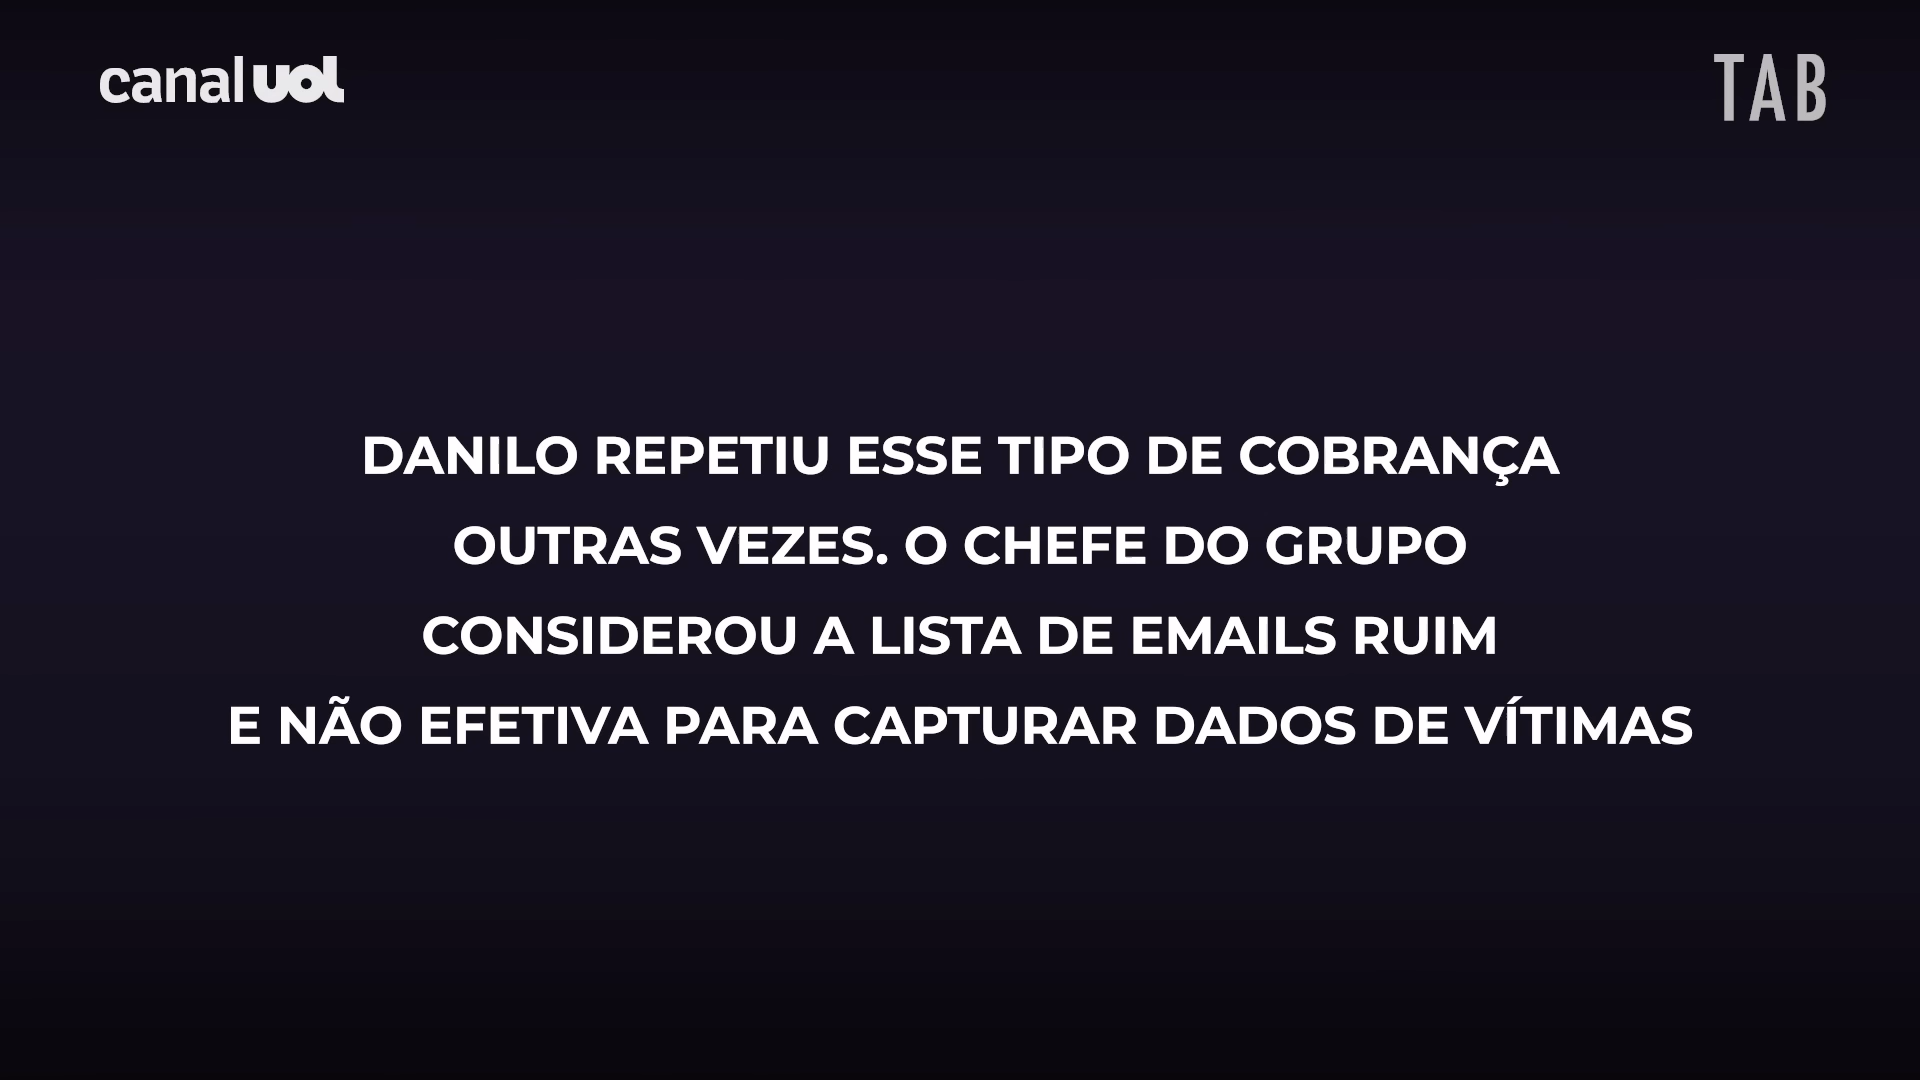 canal uol
TAB
DANILO REPETIU ESSE TIPO DE COBRANÇA
OUTRAS VEZES. O CHEFE DO GRUPO
CONSIDEROU A LISTA DE EMAILS RUIM
E NÃO EFETIVA PARA CAPTURAR DADOS DE VÍTIMAS